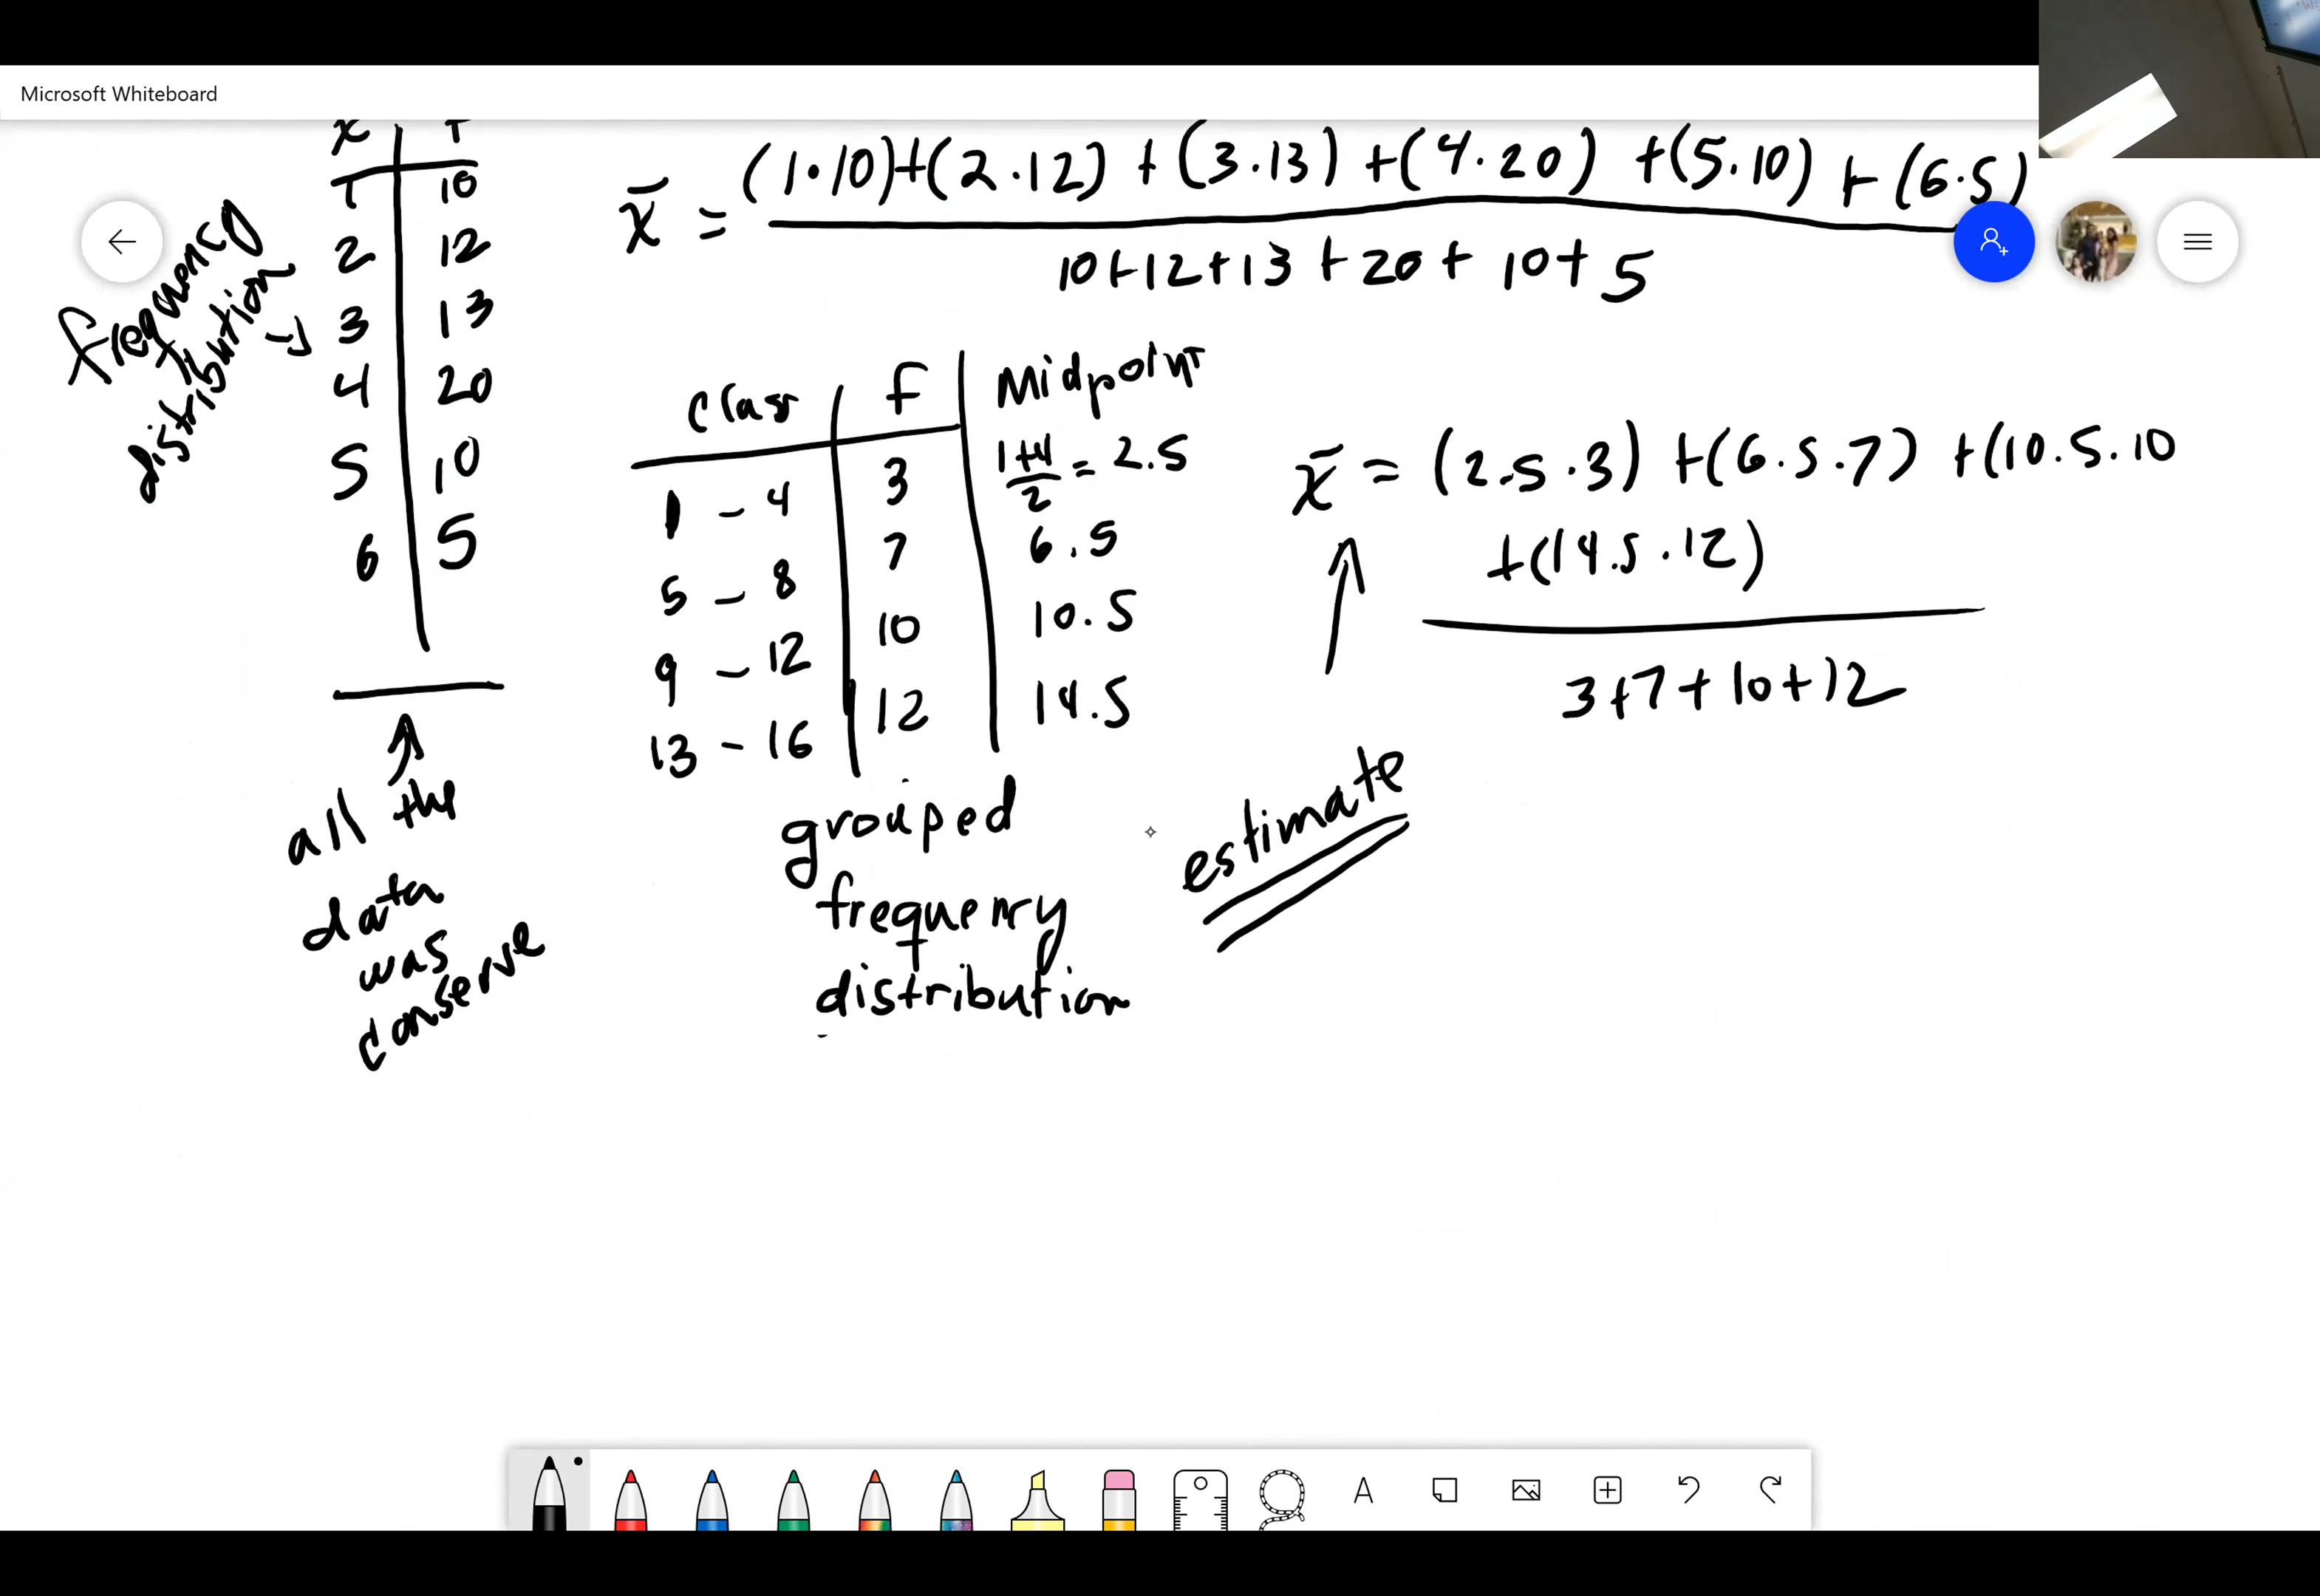 Microsoft Whiteboard
x f
1 10
2 12
3 13
4 20
5 10
6 5
frequency
distribution
x̄ = (1·10)+(2·12)+(3·13)+(4·20)+(5·10)+(6·5)
10+12+13+20+10+5
class f Midpoint
1 - 4 3 1+4/2 = 2.5
5 - 8 7 6.5
9 - 12 10 10.5
13 - 16 12 14.5
x̄ = (2.5·3)+(6.5·7)+(10.5·10
+(14.5·12)
3+7+10+12
all the
data
was
conserve
grouped
frequency
distribution
estimate
A